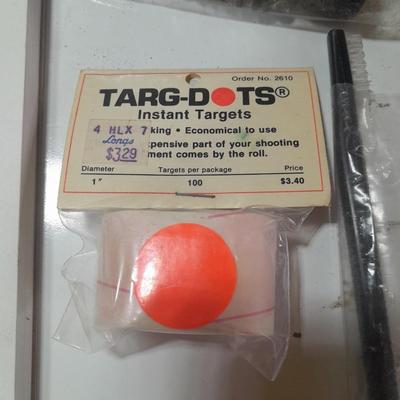 Order No. 2610
TARG-DOTS®
Instant Targets
4 HLX 7
Longs
$3.29
king • Economical to use
pensive part of your shooting
ment comes by the roll.
Diameter Targets per package Price
1" 100 $3.40